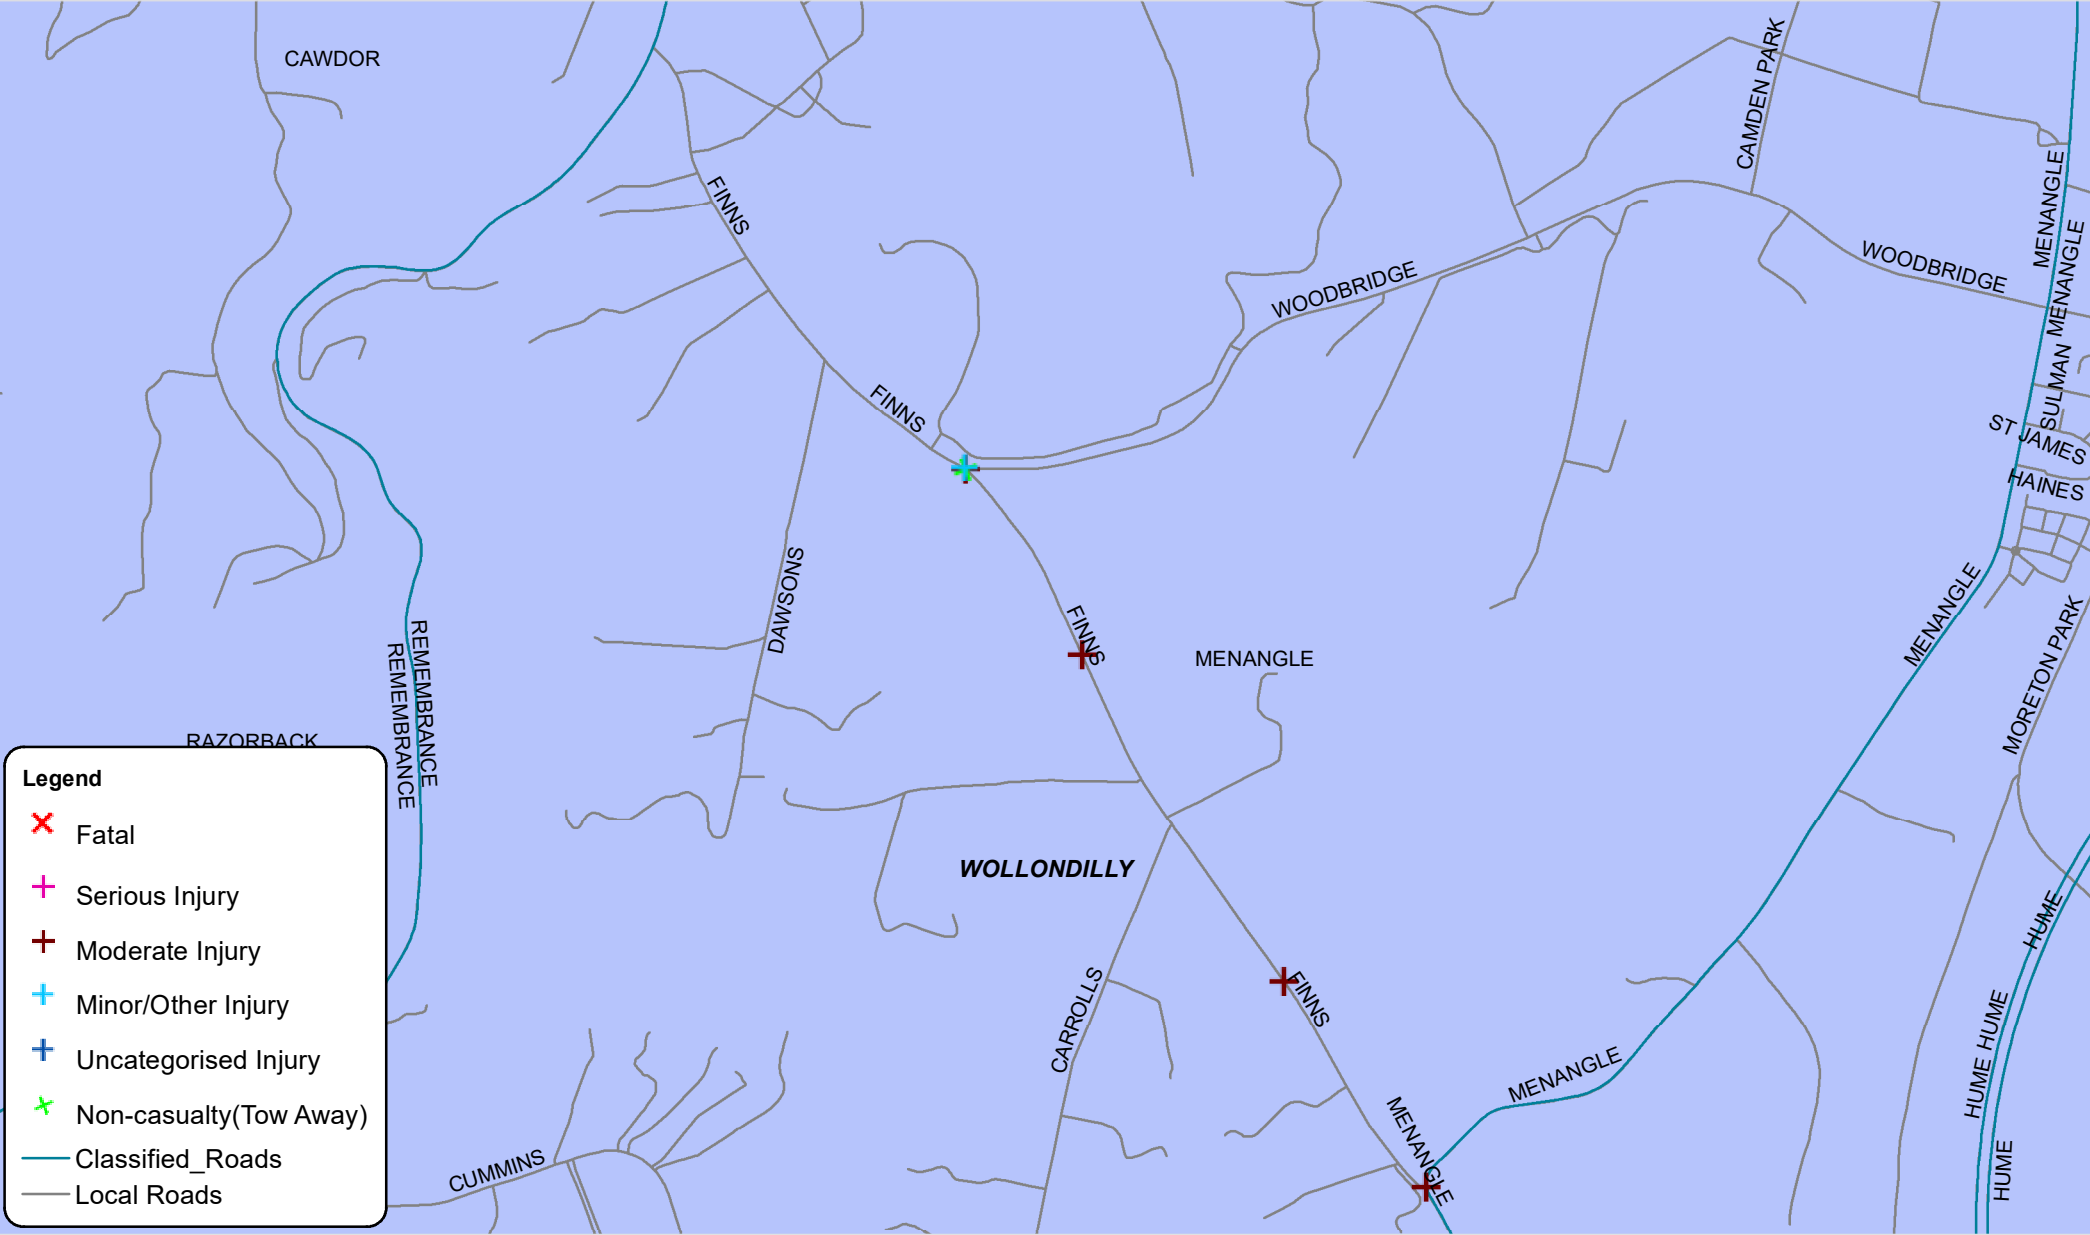 CAWDOR
CAMDEN PARK
FINNS
MENANGLE
WOODBRIDGE
WOODBRIDGE
MENANGLE
SULMAN
FINNS
ST JAMES
HAINES
DAWSONS
MENANGLE
FINNS
MORETON PARK
REMEMBRANCE
REMEMBRANCE
MENANGLE
RAZORBACK
WOLLONDILLY
HUME
CARROLLS
FINNS
HUME
HUME
MENANGLE
MENANGLE
CUMMINS
HUME
Legend
Fatal
Serious Injury
Moderate Injury
Minor/Other Injury
Uncategorised Injury
Non-casualty(Tow Away)
Classified_Roads
Local Roads